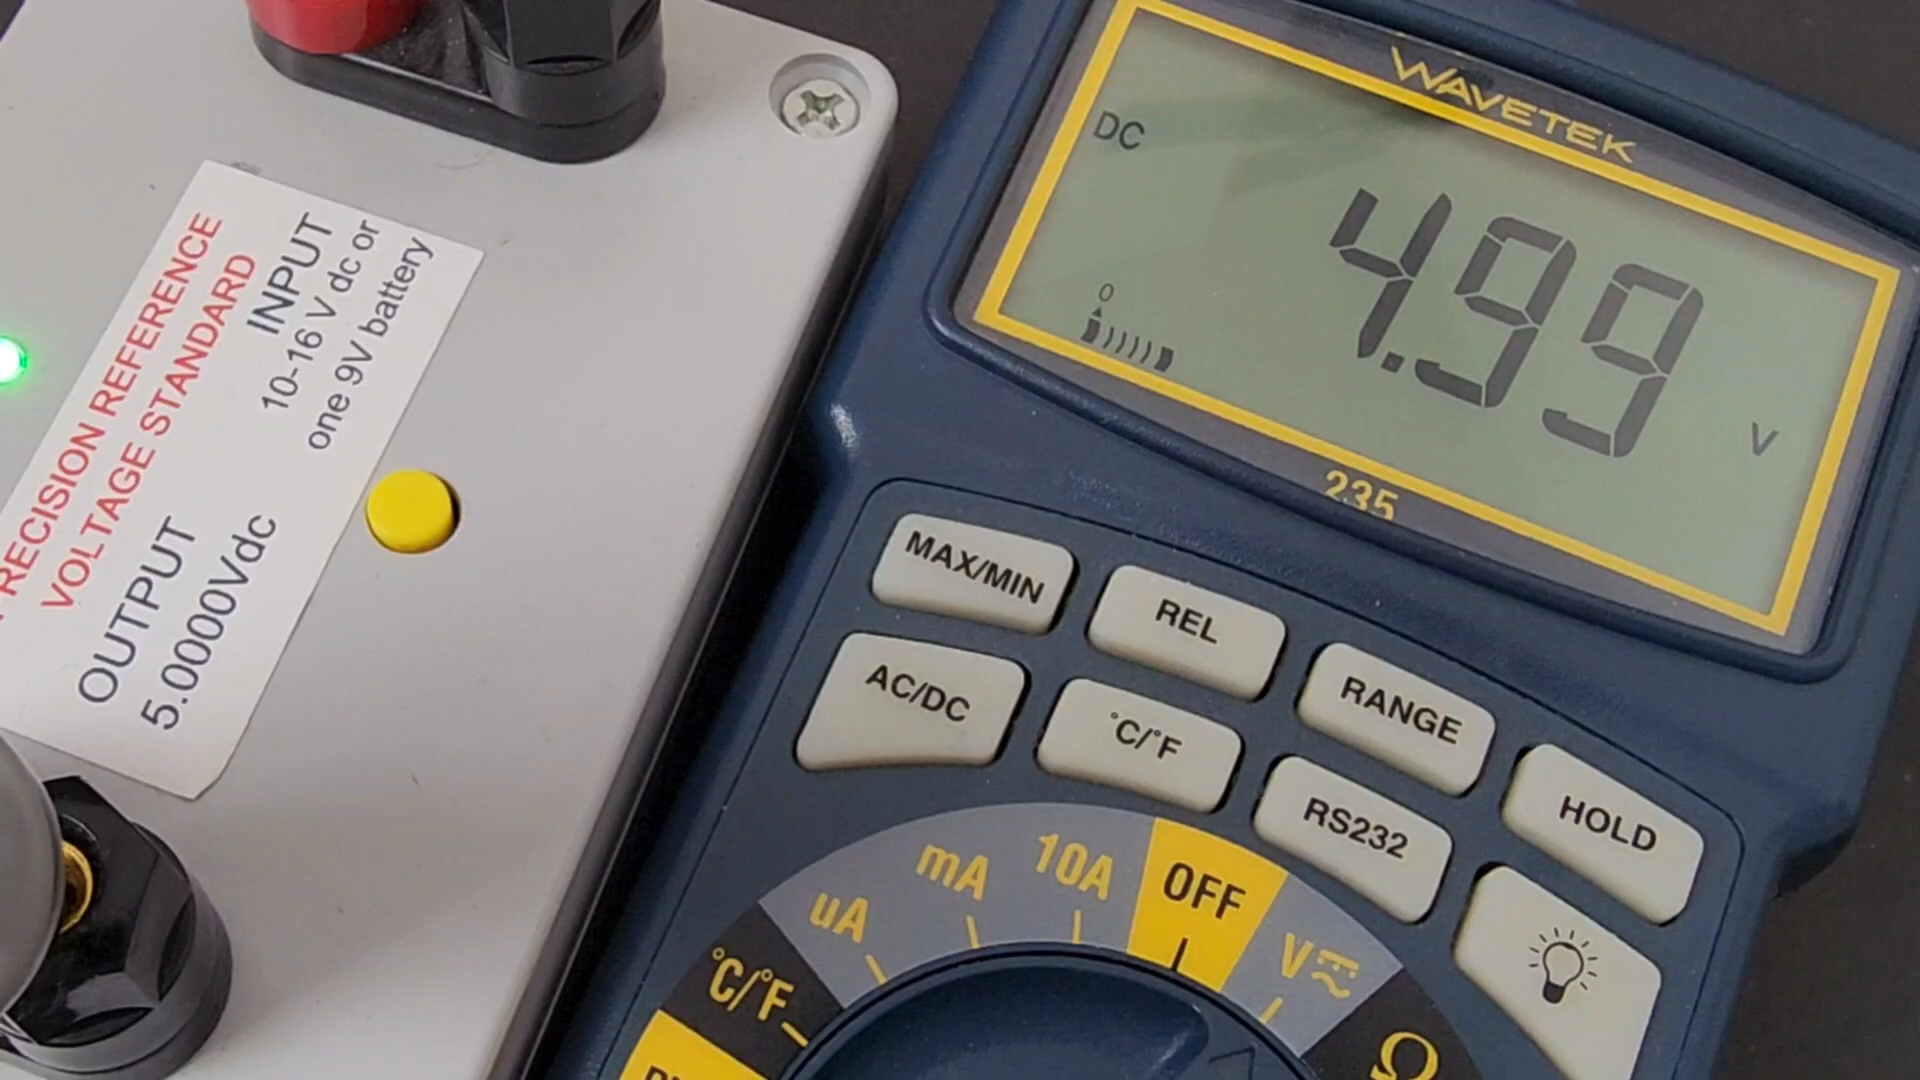 PRECISION REFERENCE
VOLTAGE STANDARD
INPUT
10-16 V dc or
one 9V battery
OUTPUT
5.0000Vdc
WAVETEK
DC
4.99
V
0
235
MAX/MIN
REL
RANGE
HOLD
AC/DC
°C/°F
RS232
°C/°F
uA
mA
10A
OFF
V
Ω